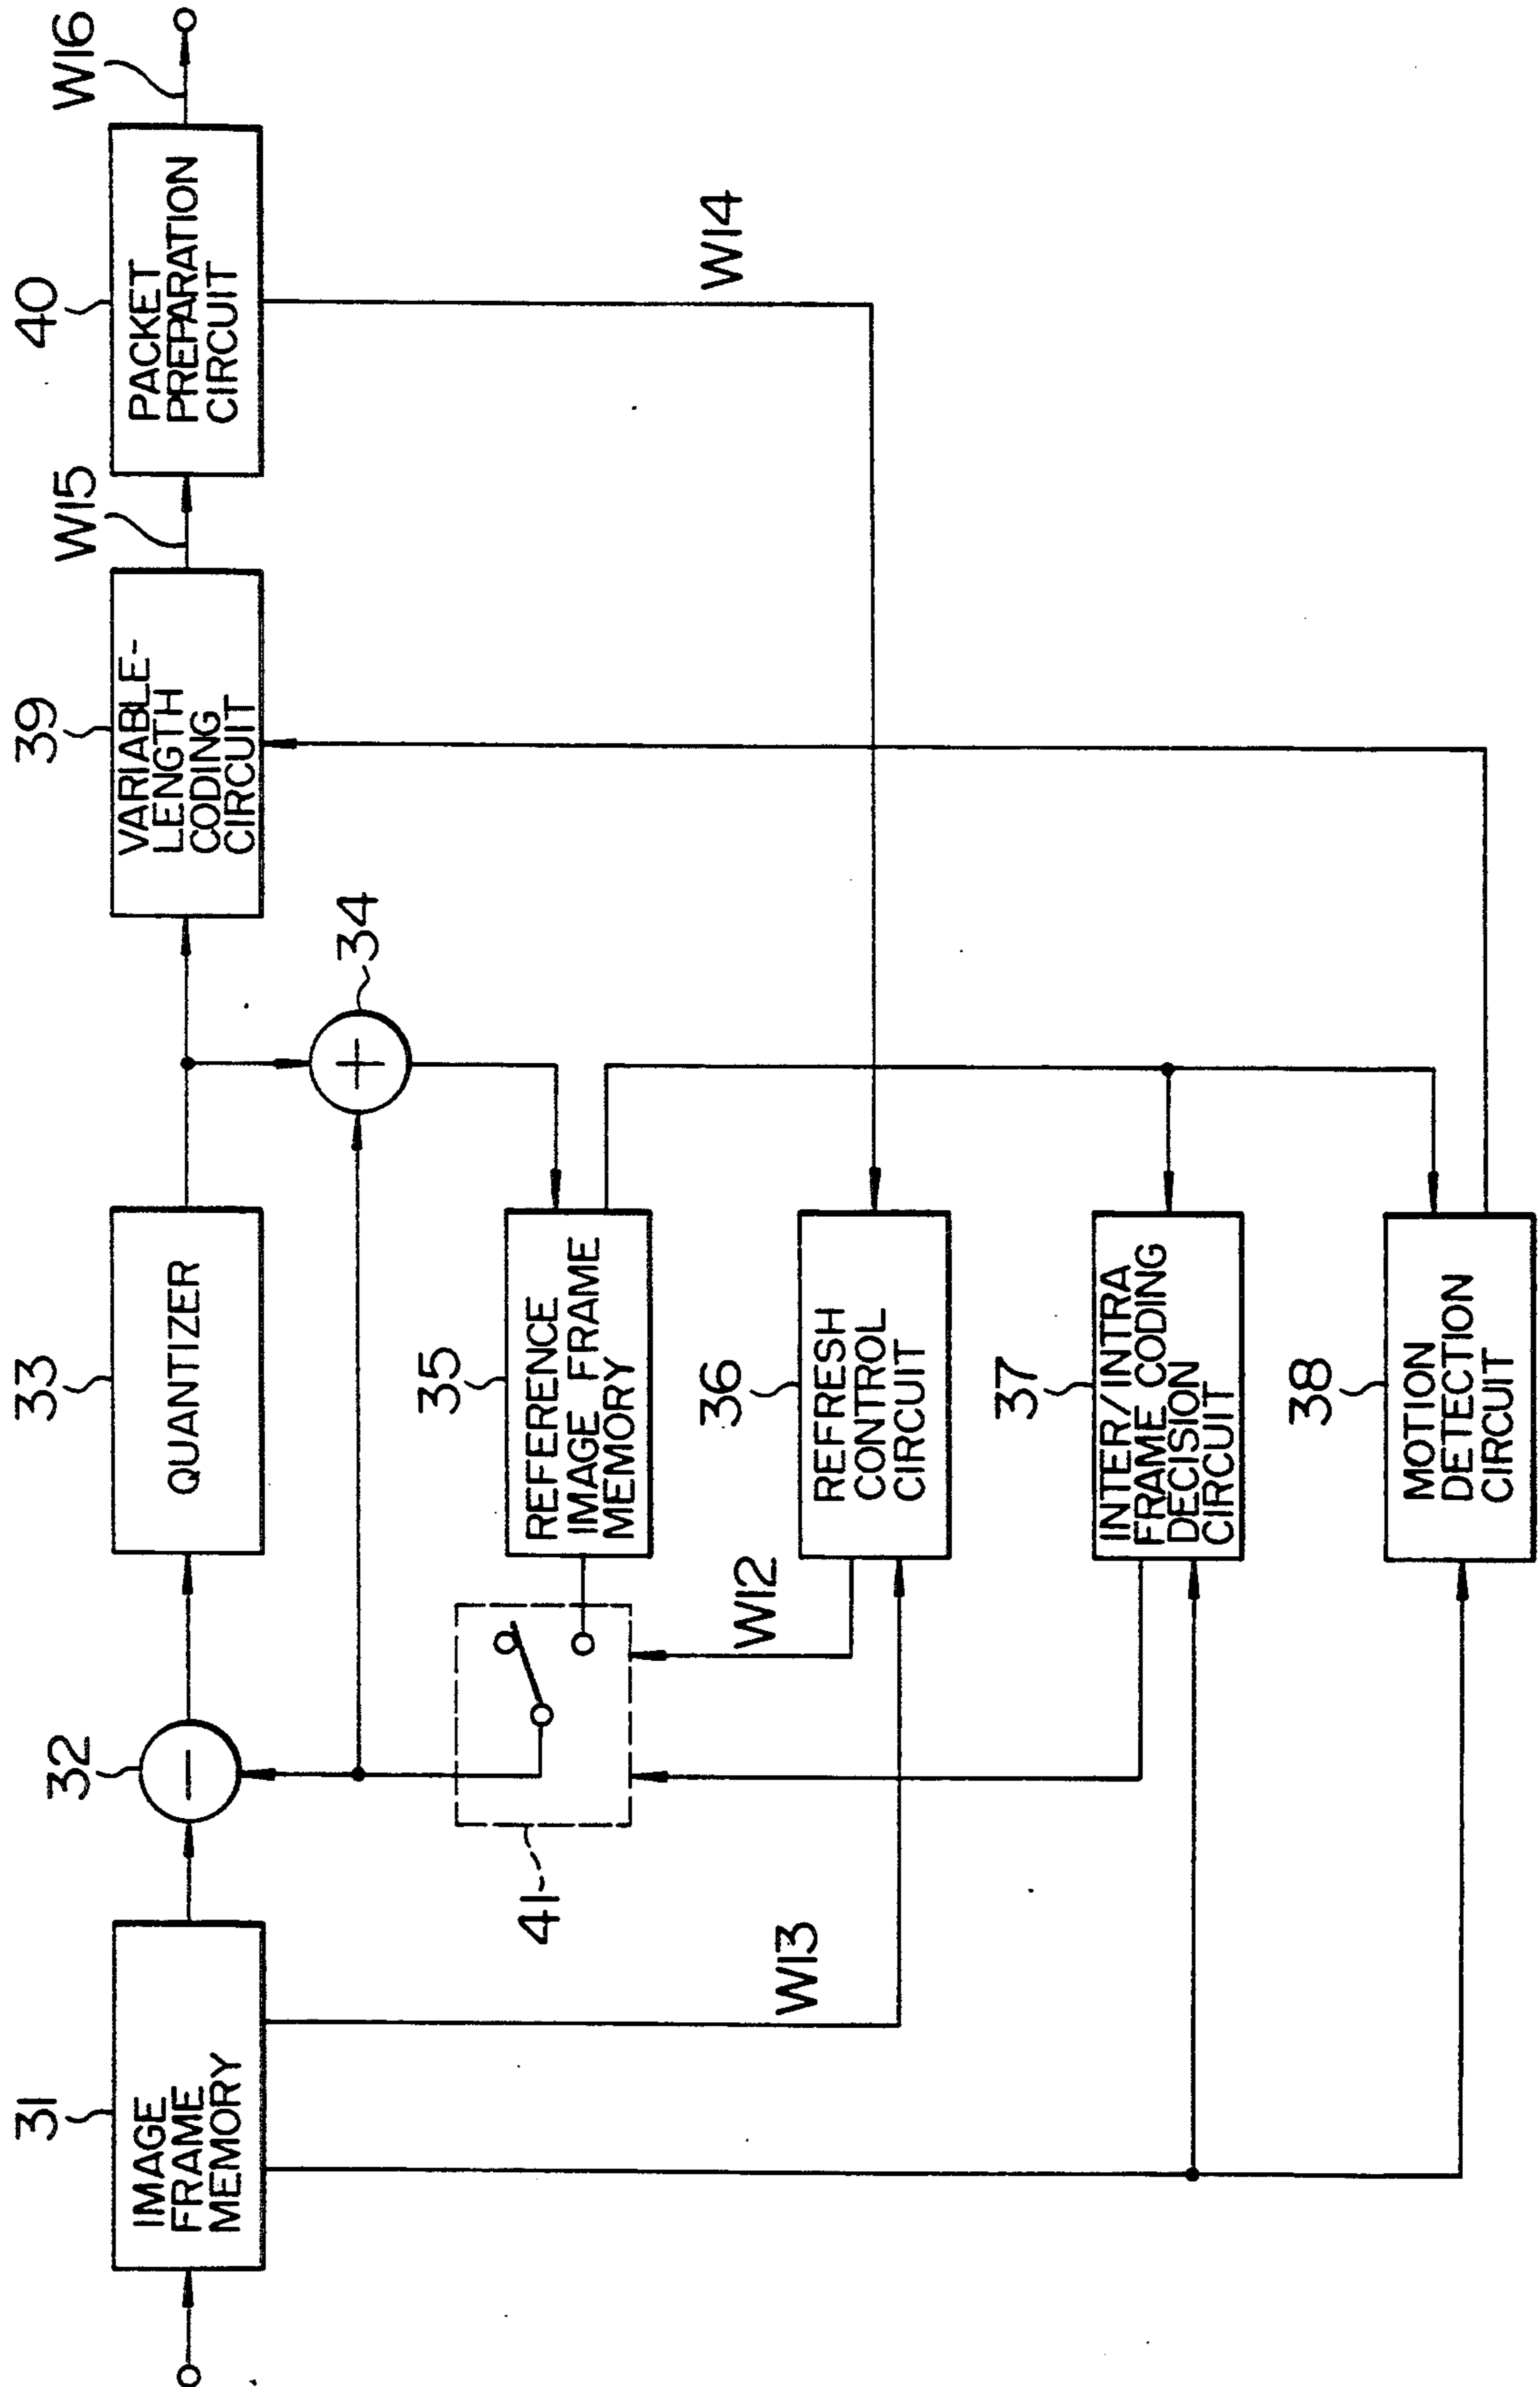 31
IMAGE
FRAME
MEMORY
32
33
QUANTIZER
34
39
VARIABLE-
LENGTH
CODING
CIRCUIT
W15
40
PACKET
PREPARATION
CIRCUIT
W16
41
35
REFERENCE
IMAGE FRAME
MEMORY
W12
W13
36
REFRESH
CONTROL
CIRCUIT
W14
37
INTER/INTRA
FRAME CODING
DECISION
CIRCUIT
38
MOTION
DETECTION
CIRCUIT